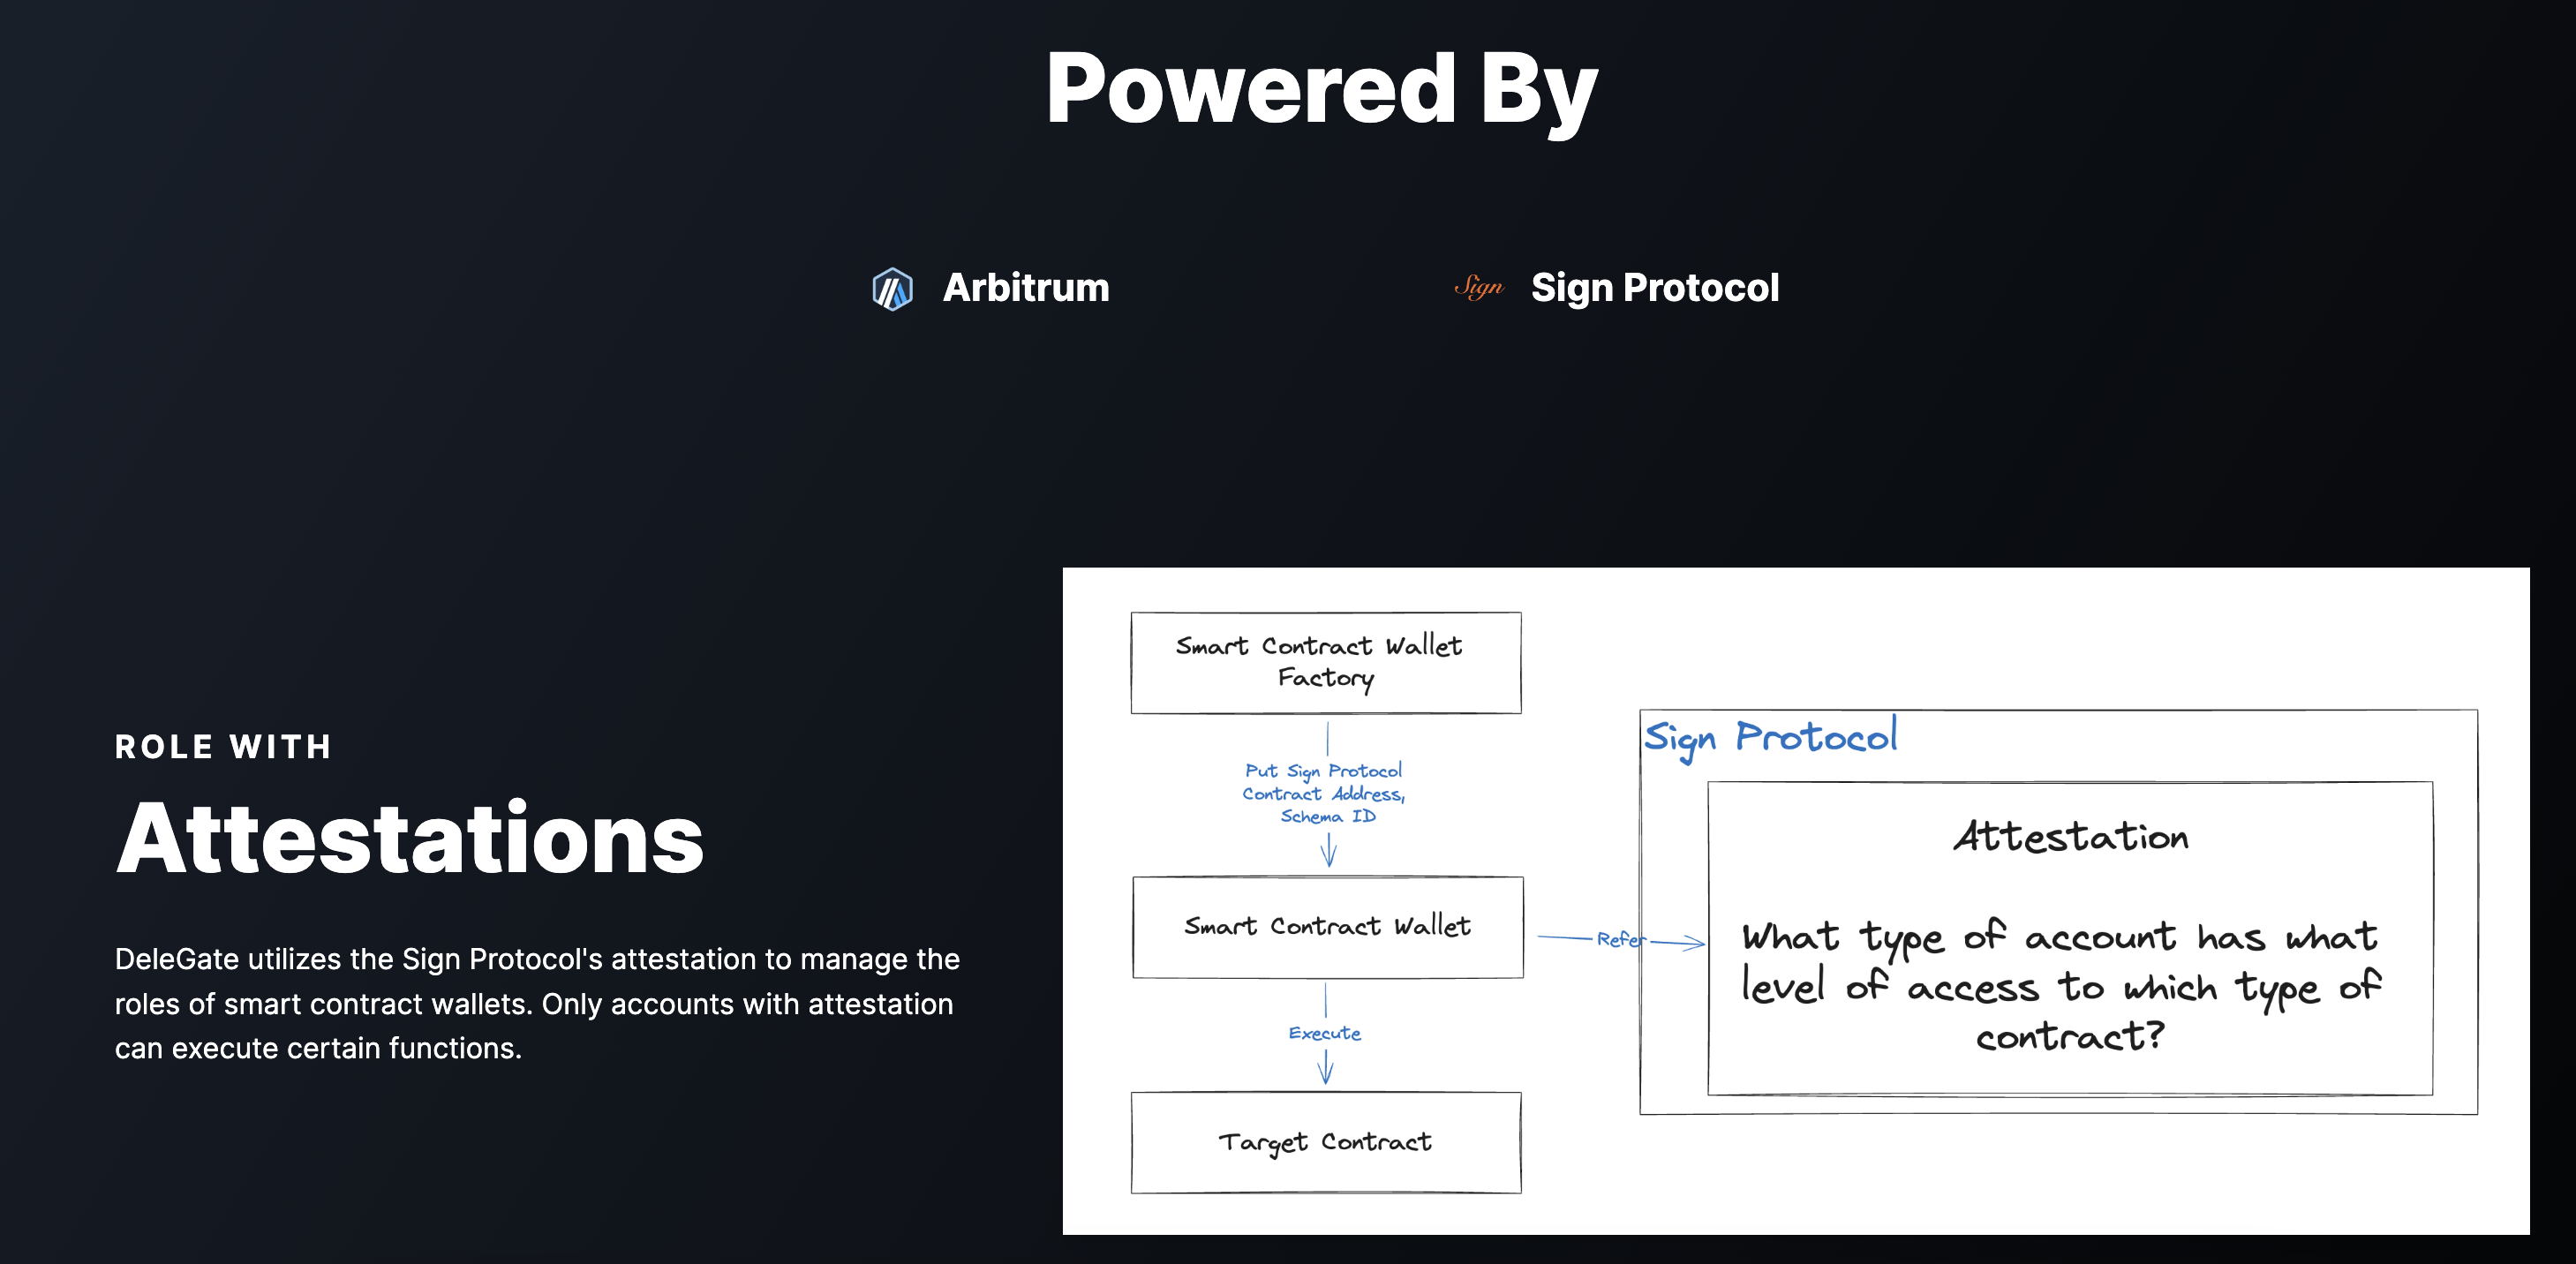 Powered By
Arbitrum
Sign
Sign Protocol
ROLE WITH
Attestations
DeleGate utilizes the Sign Protocol's attestation to manage the
roles of smart contract wallets. Only accounts with attestation
can execute certain functions.
Smart Contract Wallet
Factory
Put Sign Protocol
Contract Address,
Schema ID
Smart Contract Wallet
Refer
Execute
Target Contract
Sign Protocol
Attestation
What type of account has what
level of access to which type of
contract?